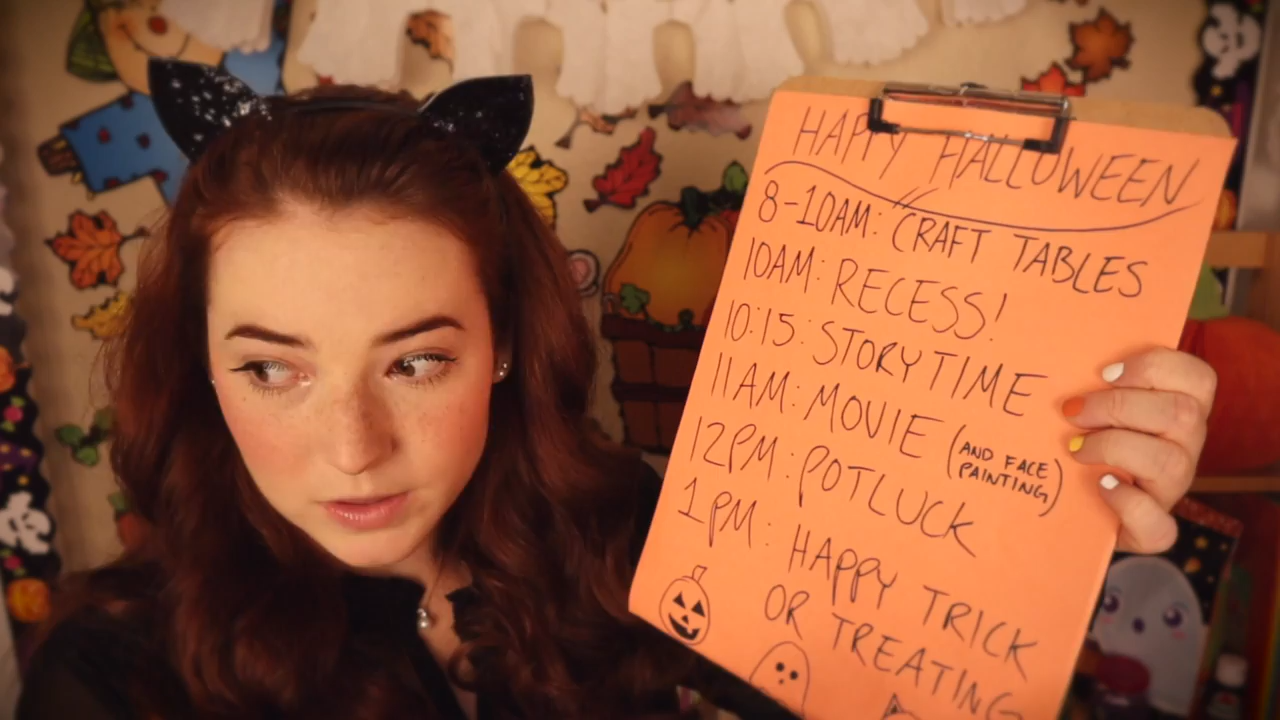 HAPPY HALLOWEEN
8-10AM: CRAFT TABLES
10AM: RECESS!
10:15: STORYTIME
11AM: MOVIE (AND FACE
PAINTING)
12PM: POTLUCK
1PM: HAPPY TRICK
OR TREATING